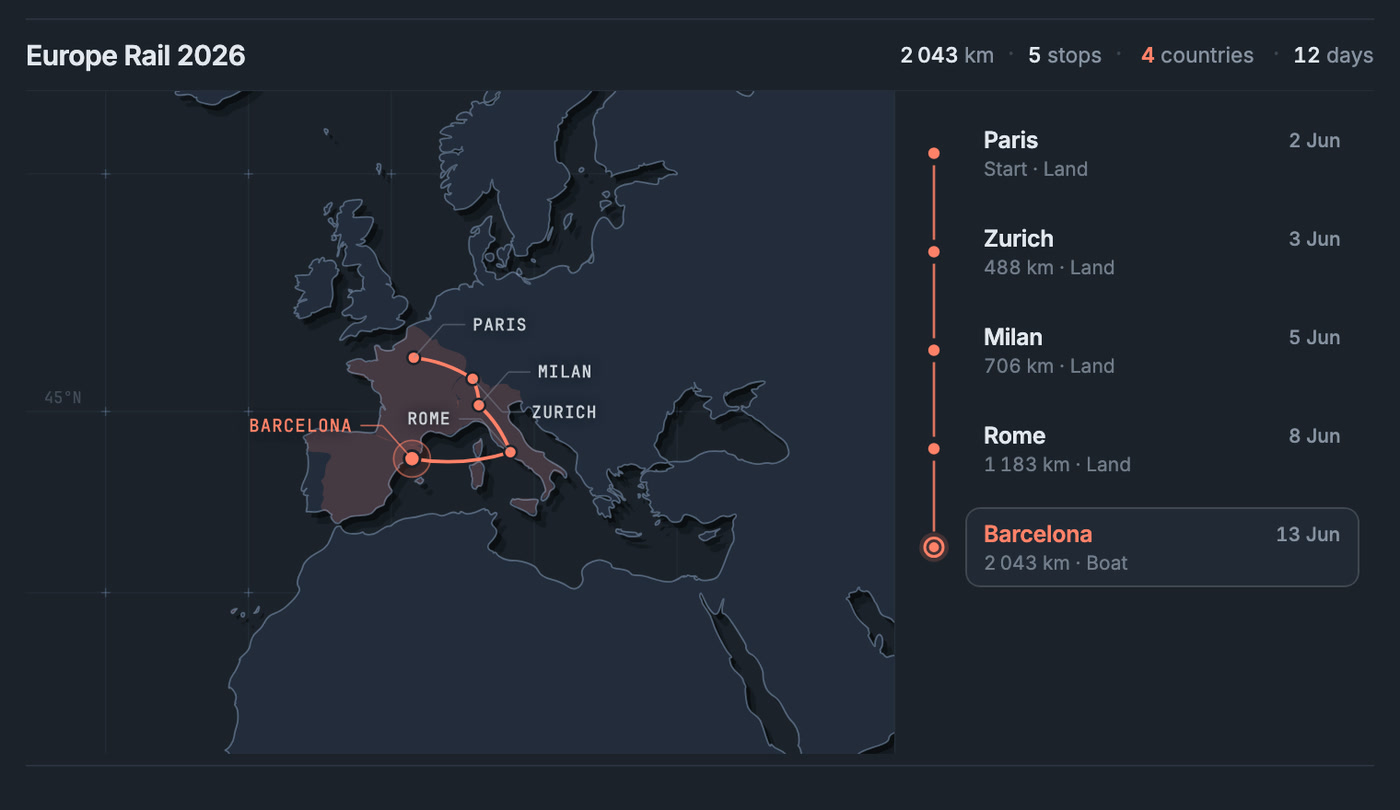 Europe Rail 2026
2 043 km · 5 stops · 4 countries · 12 days
45°N
PARIS
MILAN
ZURICH
ROME
BARCELONA
Paris 2 Jun
Start · Land
Zurich 3 Jun
488 km · Land
Milan 5 Jun
706 km · Land
Rome 8 Jun
1 183 km · Land
Barcelona 13 Jun
2 043 km · Boat